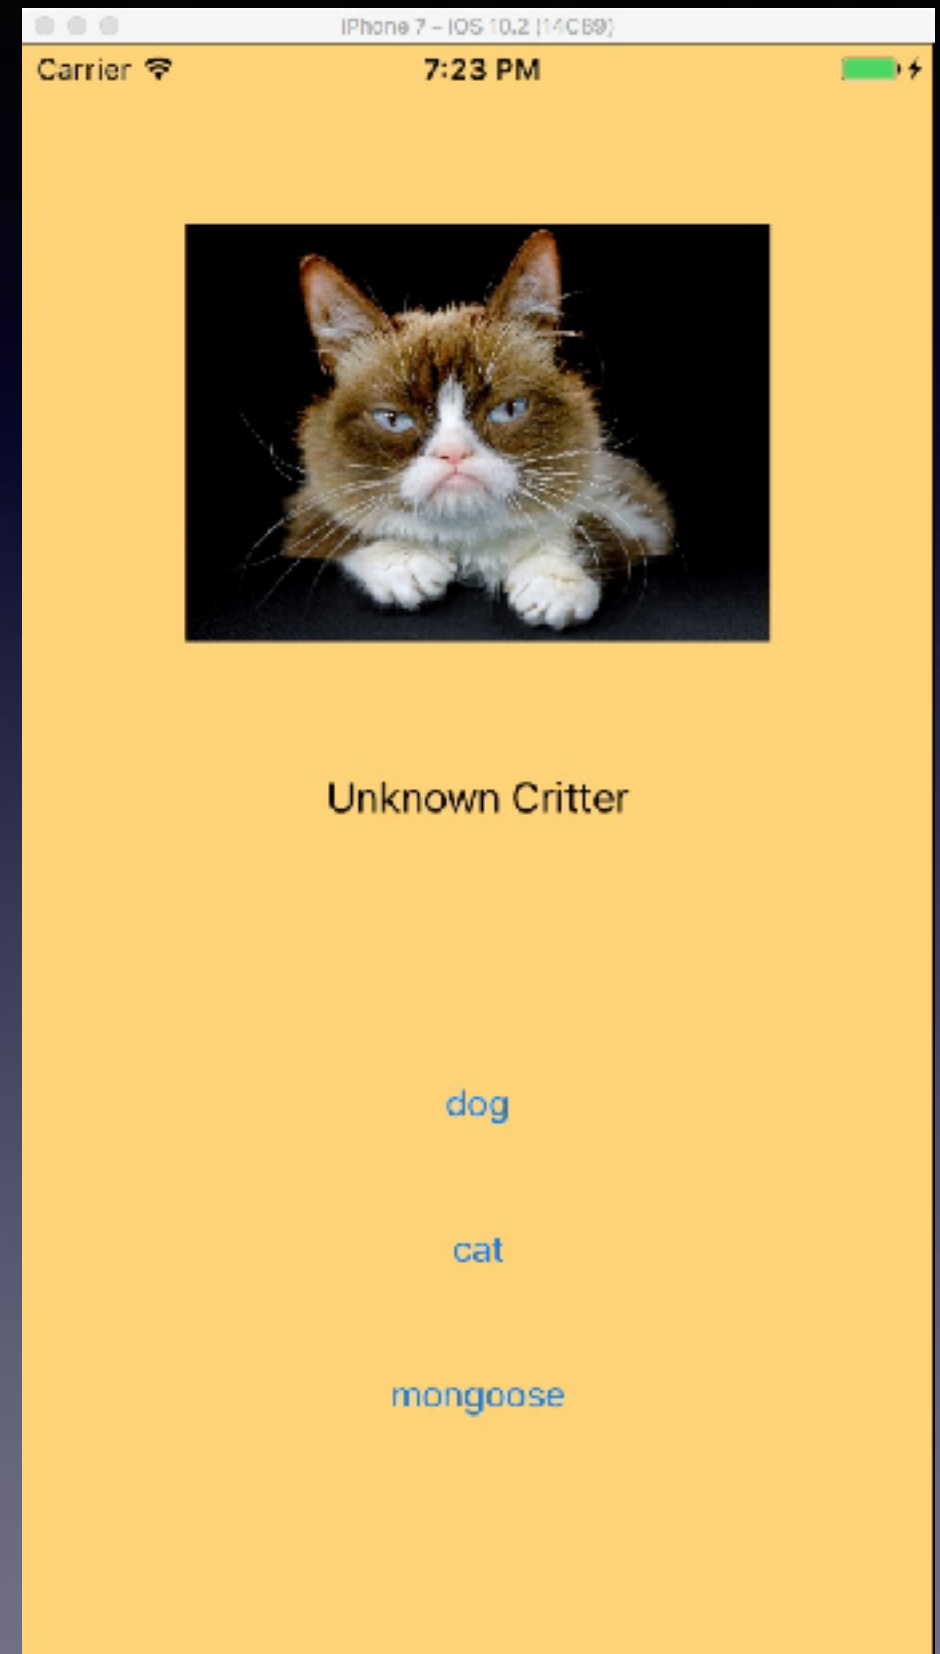 iPhone 7 – iOS 10.2 (14C89)
Carrier 7:23 PM
Unknown Critter
dog
cat
mongoose